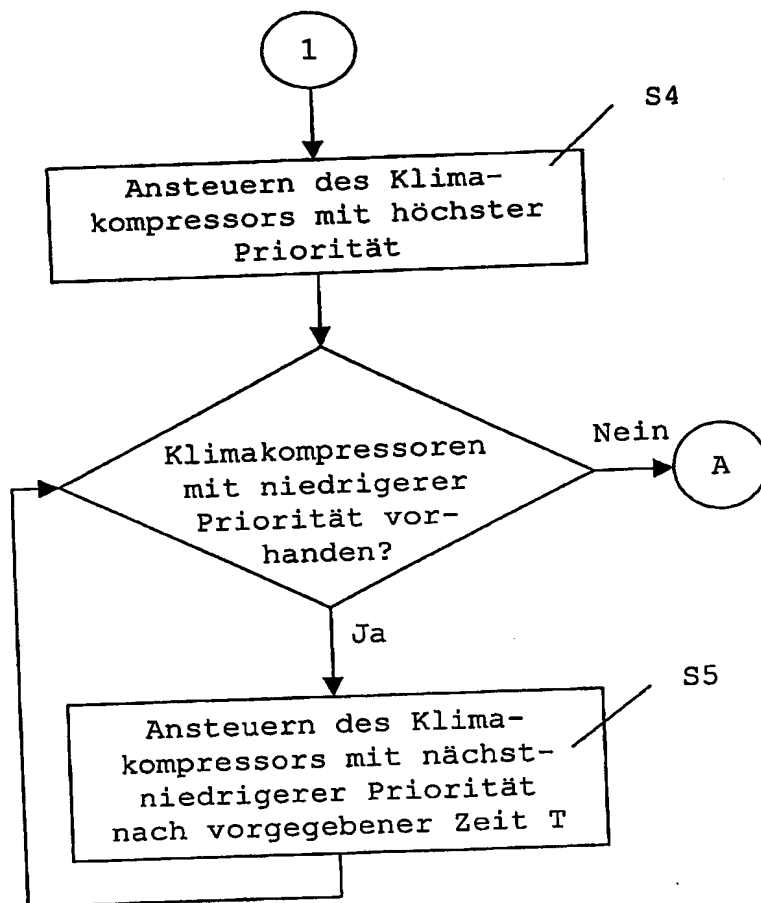 1
S4
Ansteuern des Klima-
kompressors mit höchster
Priorität
Nein
A
Klimakompressoren
mit niedrigerer
Priorität vor-
handen?
Ja
S5
Ansteuern des Klima-
kompressors mit nächst-
niedrigerer Priorität
nach vorgegebener Zeit T